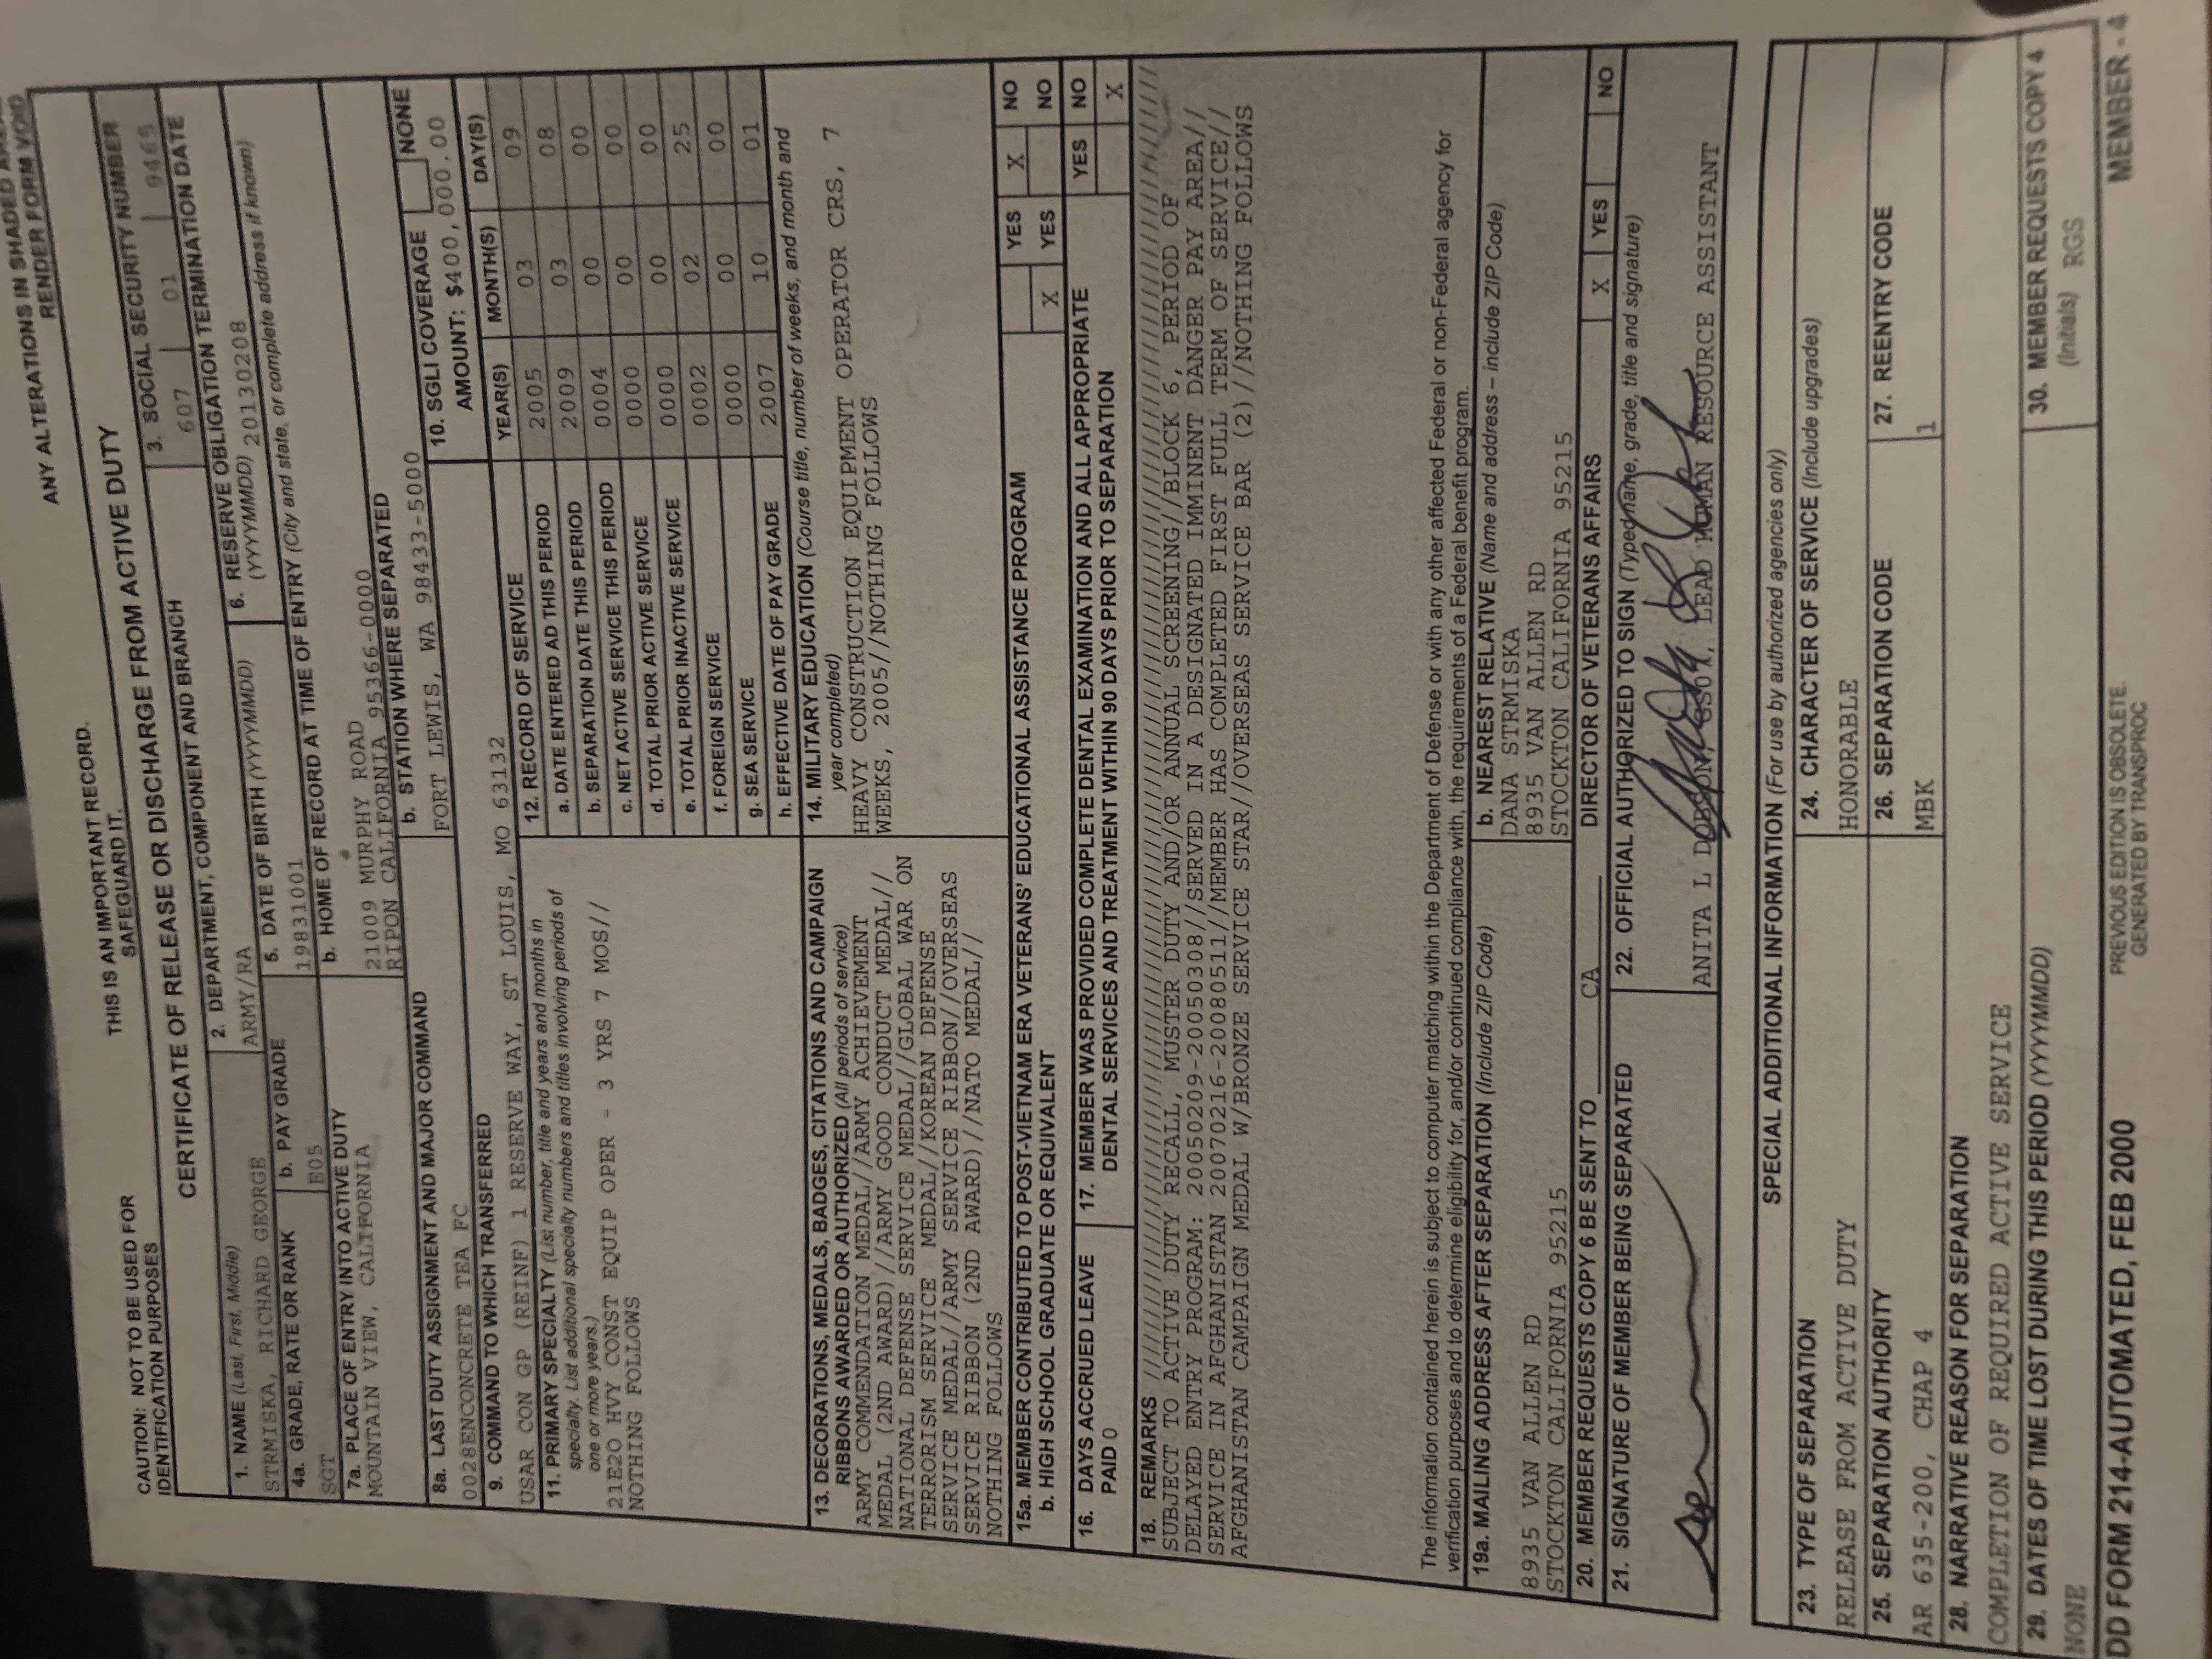 ANY ALTERATIONS IN SHADED AREAS
RENDER FORM VOID
THIS IS AN IMPORTANT RECORD.
SAFEGUARD IT.
CAUTION: NOT TO BE USED FOR
IDENTIFICATION PURPOSES
CERTIFICATE OF RELEASE OR DISCHARGE FROM ACTIVE DUTY
1. NAME (Last, First, Middle)
STRMISKA, RICHARD GEORGE
2. DEPARTMENT, COMPONENT AND BRANCH
ARMY/RA
3. SOCIAL SECURITY NUMBER
607 01 9465
4a. GRADE, RATE OR RANK
SGT
b. PAY GRADE
E05
5. DATE OF BIRTH (YYYYMMDD)
19831001
6. RESERVE OBLIGATION TERMINATION DATE
(YYYYMMDD) 20130208
7a. PLACE OF ENTRY INTO ACTIVE DUTY
MOUNTAIN VIEW, CALIFORNIA
b. HOME OF RECORD AT TIME OF ENTRY (City and state, or complete address if known)
21009 MURPHY ROAD
RIPON CALIFORNIA 95366-0000
8a. LAST DUTY ASSIGNMENT AND MAJOR COMMAND
0028ENCONCRETE TEA FC
b. STATION WHERE SEPARATED
FORT LEWIS, WA 98433-5000
9. COMMAND TO WHICH TRANSFERRED
USAR CON GP (REINF) 1 RESERVE WAY, ST LOUIS, MO 63132
10. SGLI COVERAGE NONE
AMOUNT: $400,000.00
11. PRIMARY SPECIALTY (List number, title and years and months in
specialty. List additional specialty numbers and titles involving periods of
one or more years.)
21E20 HVY CONST EQUIP OPER - 3 YRS 7 MOS//
NOTHING FOLLOWS
12. RECORD OF SERVICE YEAR(S) MONTH(S) DAY(S)
a. DATE ENTERED AD THIS PERIOD 2005 03 09
b. SEPARATION DATE THIS PERIOD 2009 03 08
c. NET ACTIVE SERVICE THIS PERIOD 0004 00 00
d. TOTAL PRIOR ACTIVE SERVICE 0000 00 00
e. TOTAL PRIOR INACTIVE SERVICE 0000 00 00
f. FOREIGN SERVICE 0002 02 25
g. SEA SERVICE 0000 00 00
h. EFFECTIVE DATE OF PAY GRADE 2007 10 01
13. DECORATIONS, MEDALS, BADGES, CITATIONS AND CAMPAIGN
RIBBONS AWARDED OR AUTHORIZED (All periods of service)
ARMY COMMENDATION MEDAL//ARMY ACHIEVEMENT
MEDAL (2ND AWARD)//ARMY GOOD CONDUCT MEDAL//
NATIONAL DEFENSE SERVICE MEDAL//GLOBAL WAR ON
TERRORISM SERVICE MEDAL//KOREAN DEFENSE
SERVICE MEDAL//ARMY SERVICE RIBBON//OVERSEAS
SERVICE RIBBON (2ND AWARD)//NATO MEDAL//
NOTHING FOLLOWS
14. MILITARY EDUCATION (Course title, number of weeks, and month and
year completed)
HEAVY CONSTRUCTION EQUIPMENT OPERATOR CRS, 7
WEEKS, 2005//NOTHING FOLLOWS
15a. MEMBER CONTRIBUTED TO POST-VIETNAM ERA VETERANS' EDUCATIONAL ASSISTANCE PROGRAM YES X NO
b. HIGH SCHOOL GRADUATE OR EQUIVALENT X YES NO
16. DAYS ACCRUED LEAVE
PAID 0
17. MEMBER WAS PROVIDED COMPLETE DENTAL EXAMINATION AND ALL APPROPRIATE
DENTAL SERVICES AND TREATMENT WITHIN 90 DAYS PRIOR TO SEPARATION
YES NO
X
18. REMARKS ////////////////////////////////////////////////////////////////////////////////
SUBJECT TO ACTIVE DUTY RECALL, MUSTER DUTY AND/OR ANNUAL SCREENING//BLOCK 6, PERIOD OF
DELAYED ENTRY PROGRAM: 20050209-20050308//SERVED IN A DESIGNATED IMMINENT DANGER PAY AREA//
SERVICE IN AFGHANISTAN 20070216-20080511//MEMBER HAS COMPLETED FIRST FULL TERM OF SERVICE//
AFGHANISTAN CAMPAIGN MEDAL W/BRONZE SERVICE STAR//OVERSEAS SERVICE BAR (2)//NOTHING FOLLOWS
The information contained herein is subject to computer matching within the Department of Defense or with any other affected Federal or non-Federal agency for
verification purposes and to determine eligibility for, and/or continued compliance with, the requirements of a Federal benefit program.
19a. MAILING ADDRESS AFTER SEPARATION (Include ZIP Code)
8935 VAN ALLEN RD
STOCKTON CALIFORNIA 95215
b. NEAREST RELATIVE (Name and address – include ZIP Code)
DANA STRMISKA
8935 VAN ALLEN RD
STOCKTON CALIFORNIA 95215
20. MEMBER REQUESTS COPY 6 BE SENT TO CA DIRECTOR OF VETERANS AFFAIRS X YES NO
21. SIGNATURE OF MEMBER BEING SEPARATED
22. OFFICIAL AUTHORIZED TO SIGN (Typed name, grade, title and signature)
ANITA L DOBSON, GS07, LEAD HUMAN RESOURCE ASSISTANT
SPECIAL ADDITIONAL INFORMATION (For use by authorized agencies only)
23. TYPE OF SEPARATION
RELEASE FROM ACTIVE DUTY
24. CHARACTER OF SERVICE (Include upgrades)
HONORABLE
25. SEPARATION AUTHORITY
AR 635-200, CHAP 4
26. SEPARATION CODE
MBK
27. REENTRY CODE
1
28. NARRATIVE REASON FOR SEPARATION
COMPLETION OF REQUIRED ACTIVE SERVICE
29. DATES OF TIME LOST DURING THIS PERIOD (YYYYMMDD)
NONE
30. MEMBER REQUESTS COPY 4
(Initials) RGS
DD FORM 214-AUTOMATED, FEB 2000
PREVIOUS EDITION IS OBSOLETE.
GENERATED BY TRANSPROC
MEMBER - 4